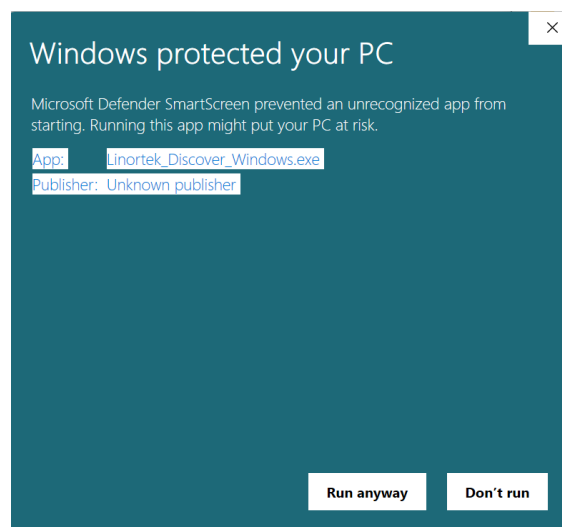 Windows protected your PC
Microsoft Defender SmartScreen prevented an unrecognized app from
starting. Running this app might put your PC at risk.
App: Linortek_Discover_Windows.exe
Publisher: Unknown publisher
Run anyway Don't run